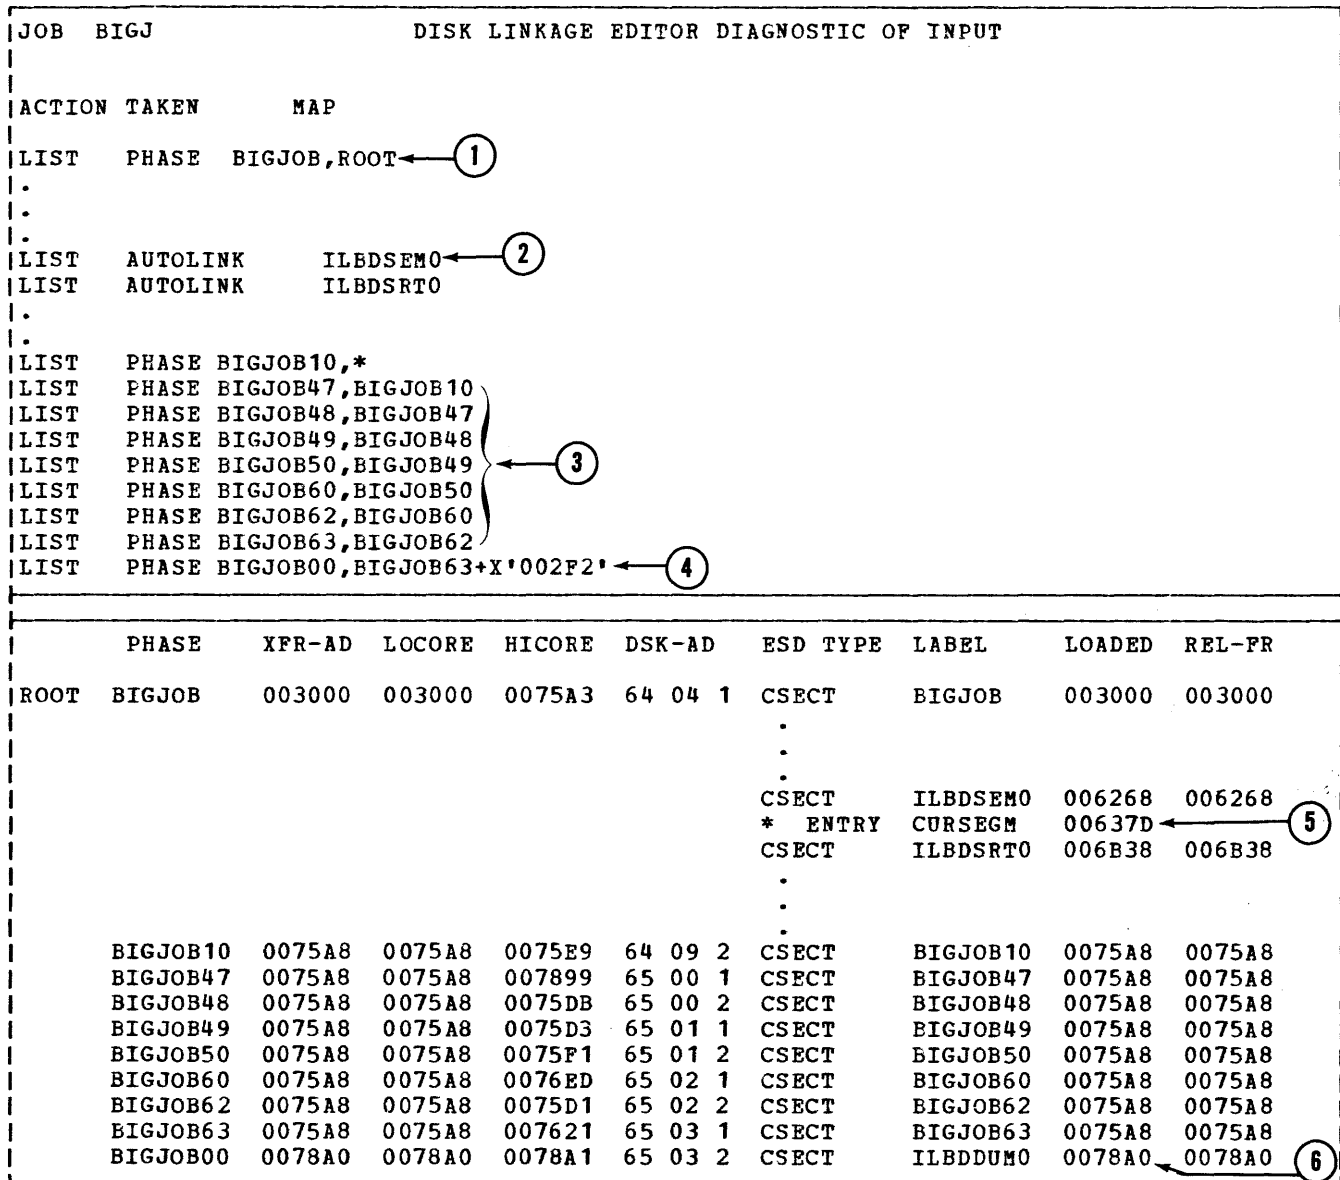 JOB BIGJ DISK LINKAGE EDITOR DIAGNOSTIC OF INPUT
ACTION TAKEN MAP
LIST PHASE BIGJOB,ROOT 1
.
.
.
LIST AUTOLINK ILBDSEM0 2
LIST AUTOLINK ILBDSRT0
.
.
LIST PHASE BIGJOB10,*
LIST PHASE BIGJOB47,BIGJOB10
LIST PHASE BIGJOB48,BIGJOB47
LIST PHASE BIGJOB49,BIGJOB48
LIST PHASE BIGJOB50,BIGJOB49 3
LIST PHASE BIGJOB60,BIGJOB50
LIST PHASE BIGJOB62,BIGJOB60
LIST PHASE BIGJOB63,BIGJOB62
LIST PHASE BIGJOB00,BIGJOB63+X'002F2' 4
PHASE XFR-AD LOCORE HICORE DSK-AD ESD TYPE LABEL LOADED REL-FR
ROOT BIGJOB 003000 003000 0075A3 64 04 1 CSECT BIGJOB 003000 003000
.
.
.
CSECT ILBDSEM0 006268 006268
* ENTRY CURSEGM 00637D 5
CSECT ILBDSRT0 006B38 006B38
.
.
.
BIGJOB10 0075A8 0075A8 0075E9 64 09 2 CSECT BIGJOB10 0075A8 0075A8
BIGJOB47 0075A8 0075A8 007899 65 00 1 CSECT BIGJOB47 0075A8 0075A8
BIGJOB48 0075A8 0075A8 0075DB 65 00 2 CSECT BIGJOB48 0075A8 0075A8
BIGJOB49 0075A8 0075A8 0075D3 65 01 1 CSECT BIGJOB49 0075A8 0075A8
BIGJOB50 0075A8 0075A8 0075F1 65 01 2 CSECT BIGJOB50 0075A8 0075A8
BIGJOB60 0075A8 0075A8 0076ED 65 02 1 CSECT BIGJOB60 0075A8 0075A8
BIGJOB62 0075A8 0075A8 0075D1 65 02 2 CSECT BIGJOB62 0075A8 0075A8
BIGJOB63 0075A8 0075A8 007621 65 03 1 CSECT BIGJOB63 0075A8 0075A8
BIGJOB00 0078A0 0078A0 0078A1 65 03 2 CSECT ILBDDUM0 0078A0 0078A0 6